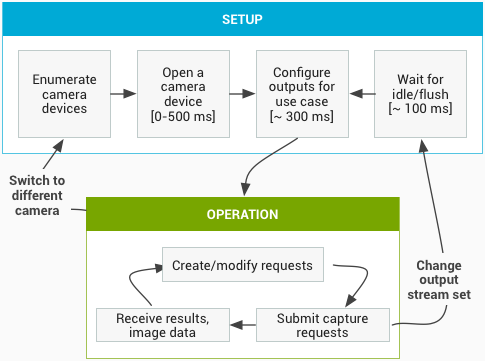 SETUP
Enumerate
camera
devices
Open a
camera
device
[0-500 ms]
Configure
outputs for
use case
[~ 300 ms]
Wait for
idle/flush
[~ 100 ms]
Switch to
different
camera
OPERATION
Create/modify requests
Receive results,
image data
Submit capture
requests
Change
output
stream set